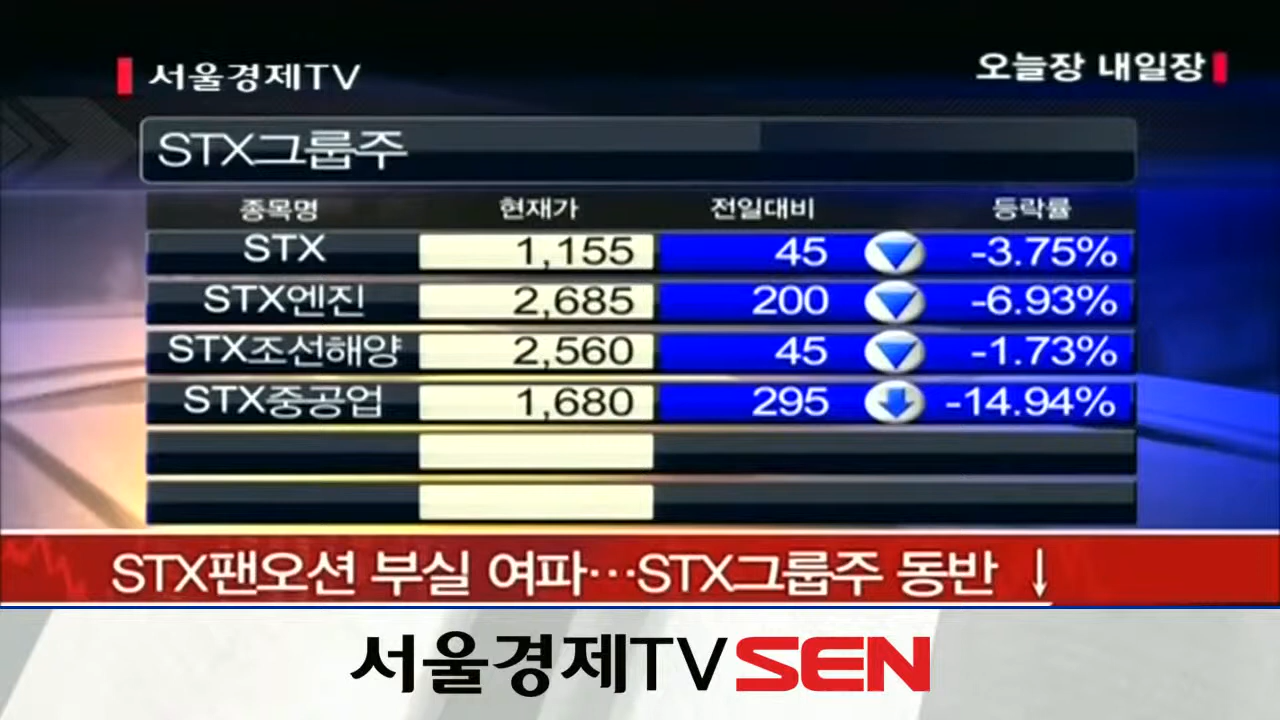 서울경제TV
오늘장 내일장
STX그룹주
종목명 현재가 전일대비 등락률
STX 1,155 45 ▼ -3.75%
STX엔진 2,685 200 ▼ -6.93%
STX조선해양 2,560 45 ▼ -1.73%
STX중공업 1,680 295 ↓ -14.94%
STX팬오션 부실 여파…STX그룹주 동반 ↓
서울경제TV SEN